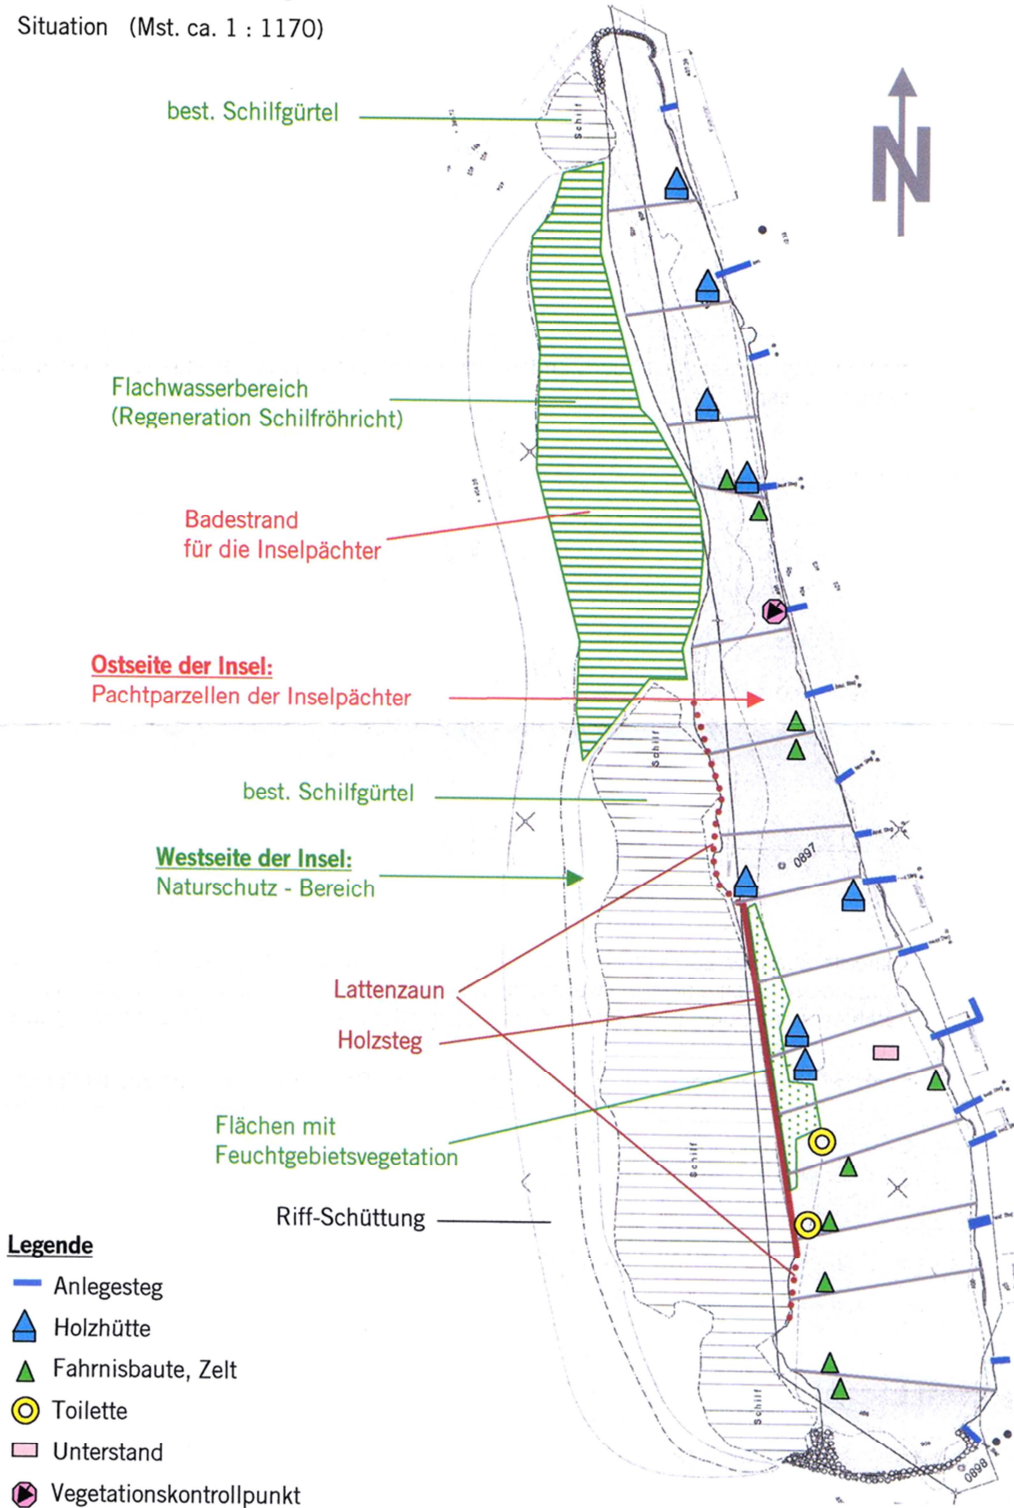 Situation (Mst. ca. 1 : 1170)
best. Schilfgürtel
Schilf
N
Flachwasserbereich
(Regeneration Schilfröhricht)
Badestrand
für die Inselpächter
Ostseite der Insel:
Pachtparzellen der Inselpächter
Schilf
best. Schilfgürtel
Westseite der Insel:
Naturschutz - Bereich
0897
Lattenzaun
Holzsteg
Flächen mit
Feuchtgebietsvegetation
Schilf
Riff-Schüttung
Schilf
0898
Legende
Anlegesteg
Holzhütte
Fahrnisbaute, Zelt
Toilette
Unterstand
Vegetationskontrollpunkt